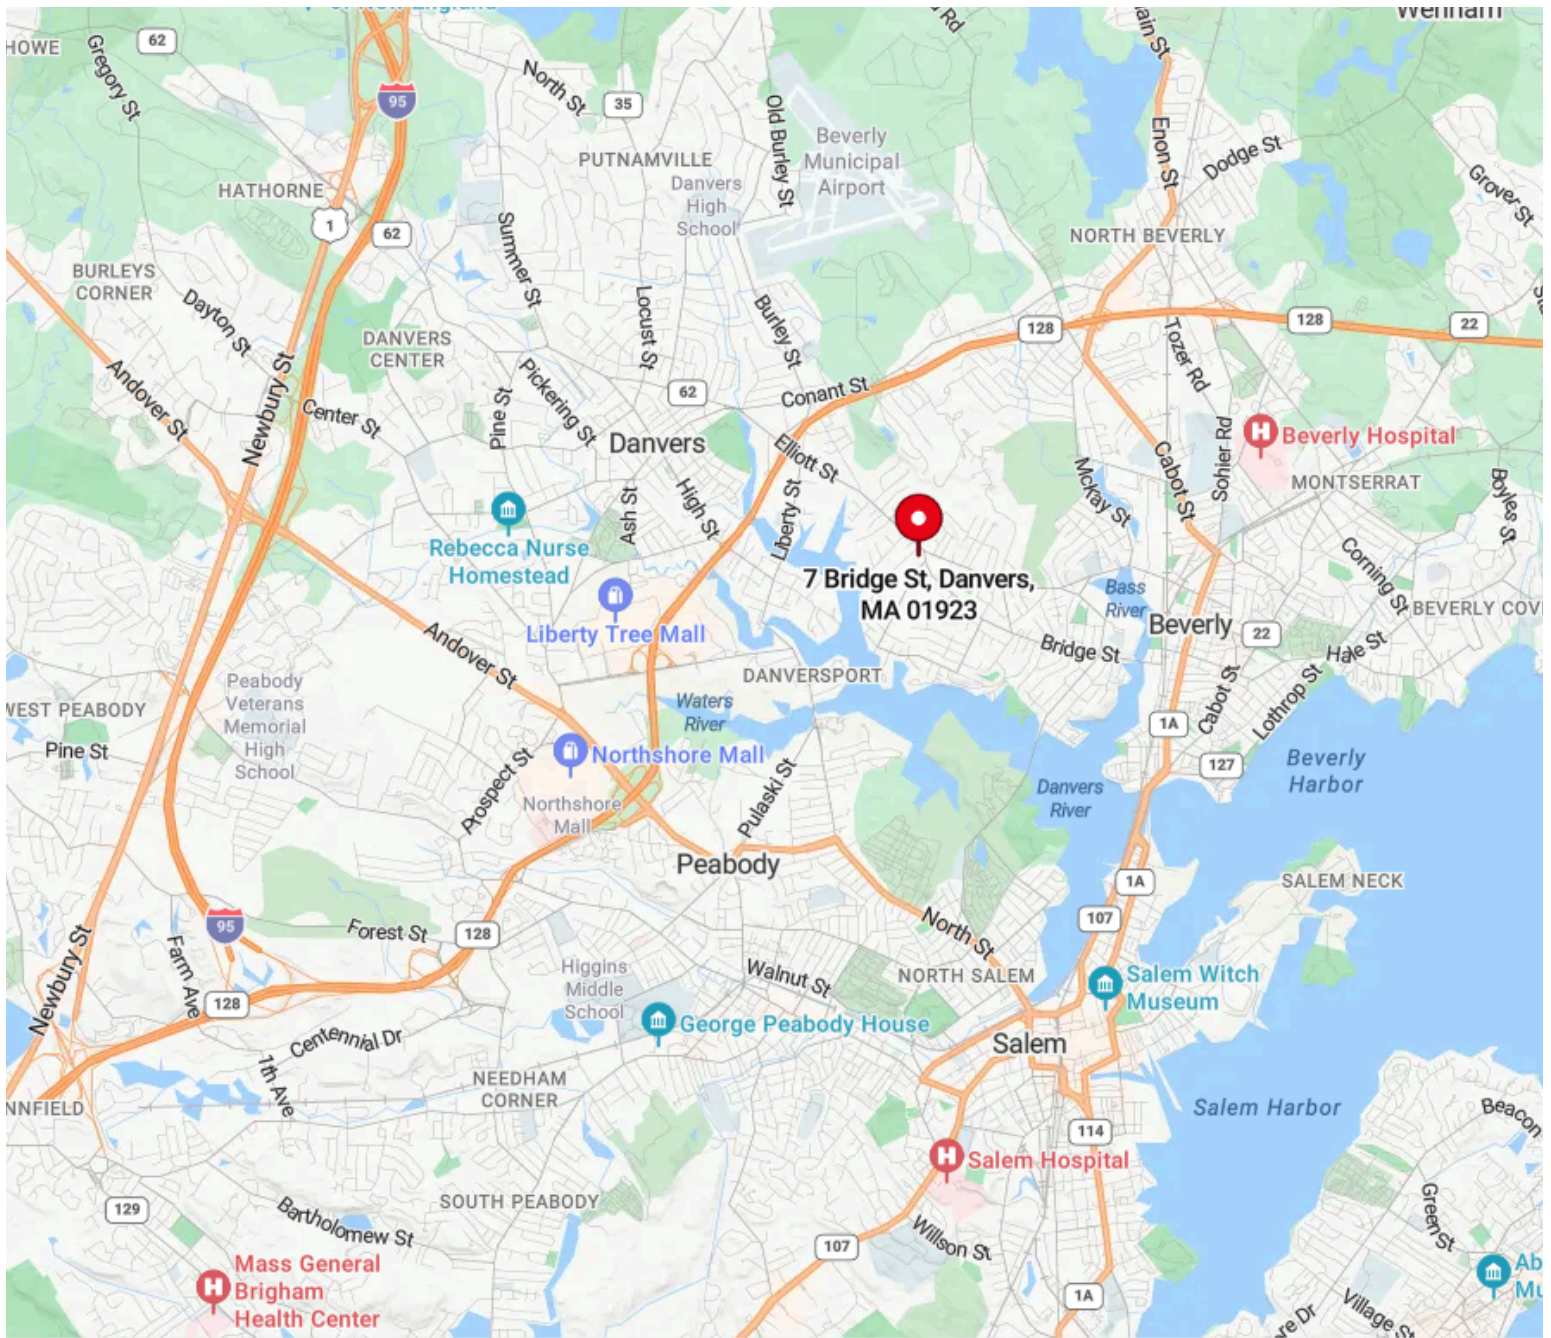 of New England
Wenham
HOWE
62
Gregory St
95
North St
35
Old Burley St
Rd
Main St
Beverly
Municipal
Airport
Enon St
Dodge St
Grover St
PUTNAMVILLE
Danvers
High
School
HATHORNE
1
62
Summer St
NORTH BEVERLY
BURLEYS
CORNER
Dayton St
DANVERS
CENTER
Locust St
Burley St
128
128
22
Tozer Rd
Newbury St
Andover St
Center St
Pine St
Pickering St
62
Conant St
Danvers
Elliott St
Mckay St
Cabot St
Sohier Rd
Beverly Hospital
MONTSERRAT
Boyles St
Rebecca Nurse
Homestead
Ash St
High St
Liberty St
7 Bridge St, Danvers,
MA 01923
Bass
River
Corning St
BEVERLY COV
Liberty Tree Mall
Andover St
Beverly
22
Hale St
Bridge St
DANVERSPORT
Peabody
Veterans
Memorial
High
School
WEST PEABODY
Pine St
Waters
River
1A
Cabot St
Lothrop St
127
Beverly
Harbor
Northshore Mall
Prospect St
Northshore
Mall
Pulaski St
Danvers
River
Peabody
1A
SALEM NECK
95
Forest St
128
107
North St
Newbury St
Farm Ave
Higgins
Middle
School
Walnut St
NORTH SALEM
Salem Witch
Museum
128
George Peabody House
Centennial Dr
Salem
1th Ave
NEEDHAM
CORNER
NNFIELD
Salem Harbor
Beacon
114
Salem Hospital
SOUTH PEABODY
129
Bartholomew St
Green St
Willson St
107
Mass General
Brigham
Health Center
1A
Ab
Mu
Village St
re Dr